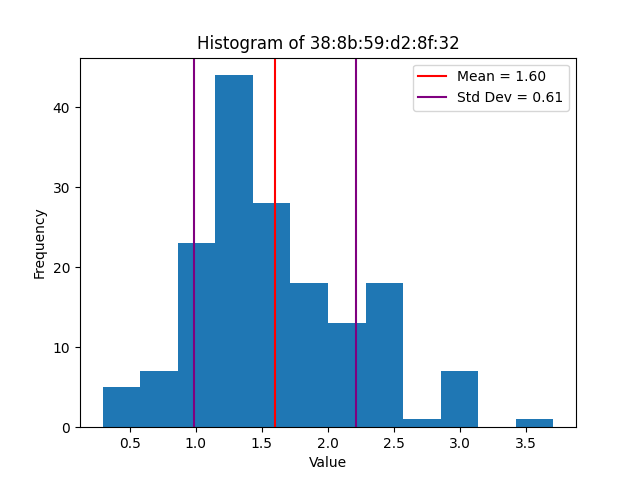 Histogram of 38:8b:59:d2:8f:32
Mean = 1.60
Std Dev = 0.61
Frequency
40
30
20
10
0
0.5 1.0 1.5 2.0 2.5 3.0 3.5
Value